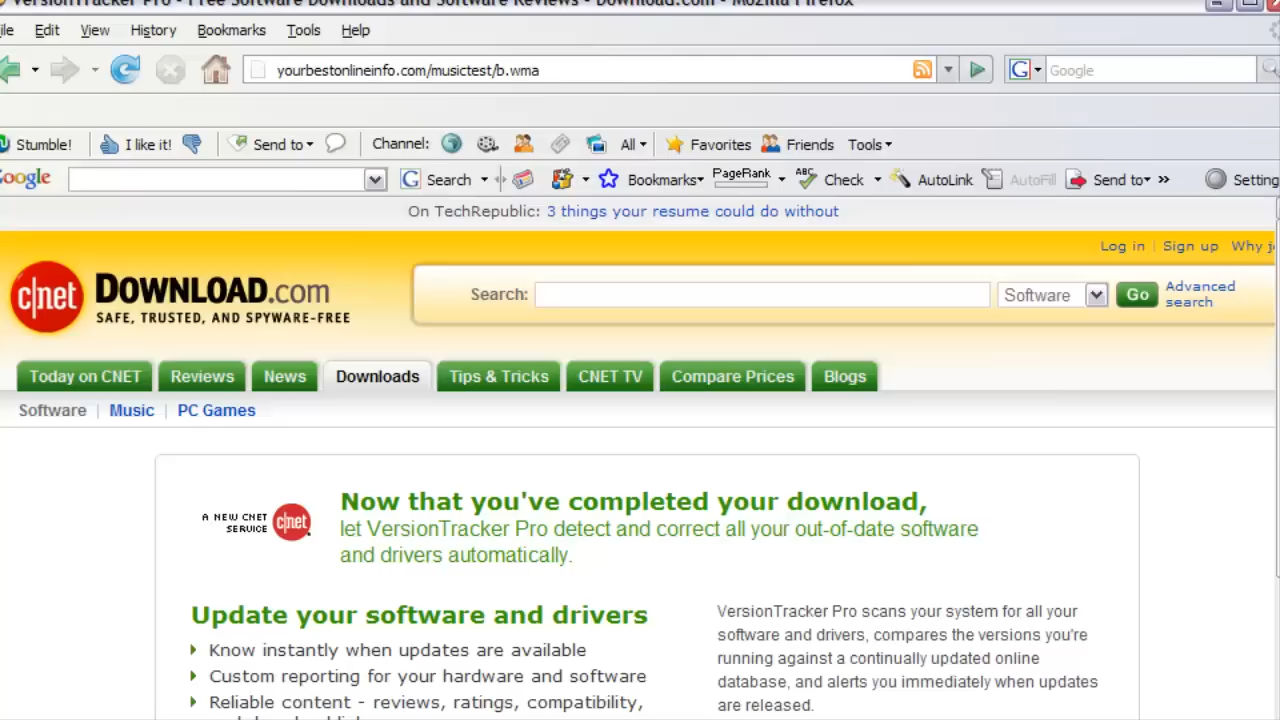 VersionTracker Pro - Free Software Downloads and Software Reviews - Download.com - Mozilla Firefox
ile Edit View History Bookmarks Tools Help
yourbestonlineinfo.com/musictest/b.wma G Google
Stumble! I like it! Send to Channel: All Favorites Friends Tools
oogle G Search Bookmarks PageRank ABC Check AutoLink AutoFill Send to » Setting
On TechRepublic: 3 things your resume could do without
Log in | Sign up Why j
c|net DOWNLOAD.com
SAFE, TRUSTED, AND SPYWARE-FREE
Search: Software Go Advanced
search
Today on CNET Reviews News Downloads Tips & Tricks CNET TV Compare Prices Blogs
Software | Music | PC Games
A NEW CNET
SERVICE
c|net
Now that you've completed your download,
let VersionTracker Pro detect and correct all your out-of-date software
and drivers automatically.
Update your software and drivers
Know instantly when updates are available
Custom reporting for your hardware and software
Reliable content - reviews, ratings, compatibility,
VersionTracker Pro scans your system for all your
software and drivers, compares the versions you're
running against a continually updated online
database, and alerts you immediately when updates
are released.